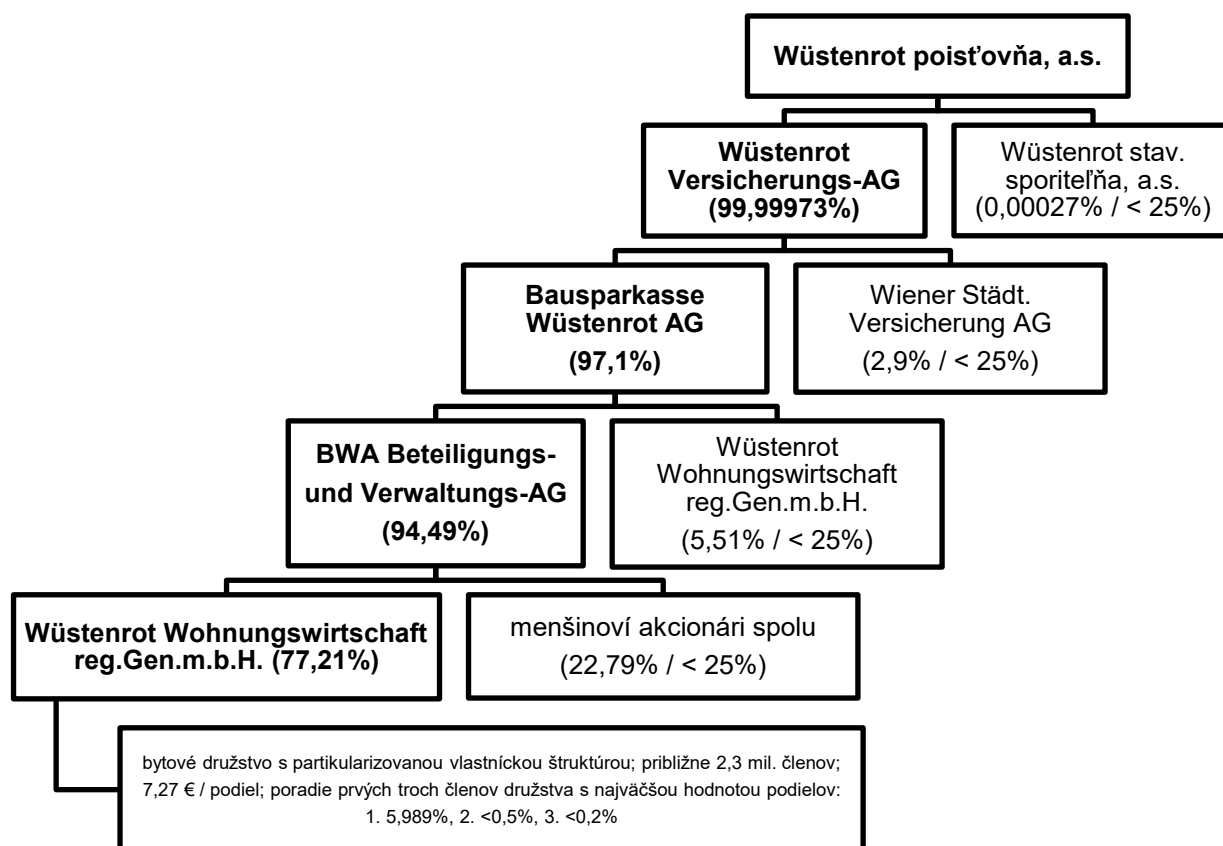 Wüstenrot poisťovňa, a.s.
Wüstenrot
Versicherungs-AG
(99,99973%)
Wüstenrot stav.
sporiteľňa, a.s.
(0,00027% / < 25%)
Bausparkasse
Wüstenrot AG
(97,1%)
Wiener Städt.
Versicherung AG
(2,9% / < 25%)
BWA Beteiligungs-
und Verwaltungs-AG
(94,49%)
Wüstenrot
Wohnungswirtschaft
reg.Gen.m.b.H.
(5,51% / < 25%)
Wüstenrot Wohnungswirtschaft
reg.Gen.m.b.H. (77,21%)
menšinoví akcionári spolu
(22,79% / < 25%)
bytové družstvo s partikularizovanou vlastníckou štruktúrou; približne 2,3 mil. členov;
7,27 € / podiel; poradie prvých troch členov družstva s najväčšou hodnotou podielov:
1. 5,989%, 2. <0,5%, 3. <0,2%